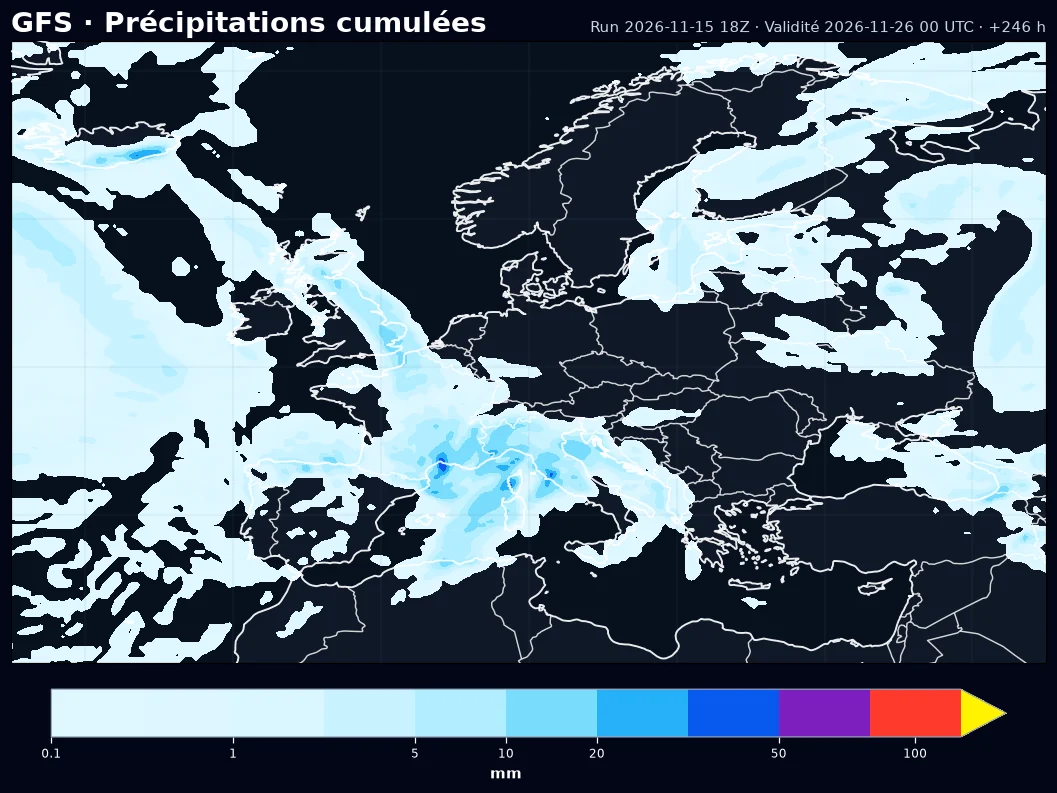 GFS · Précipitations cumulées
Run 2026-11-15 18Z · Validité 2026-11-26 00 UTC · +246 h
0.1 1 5 10 20 50 100
mm